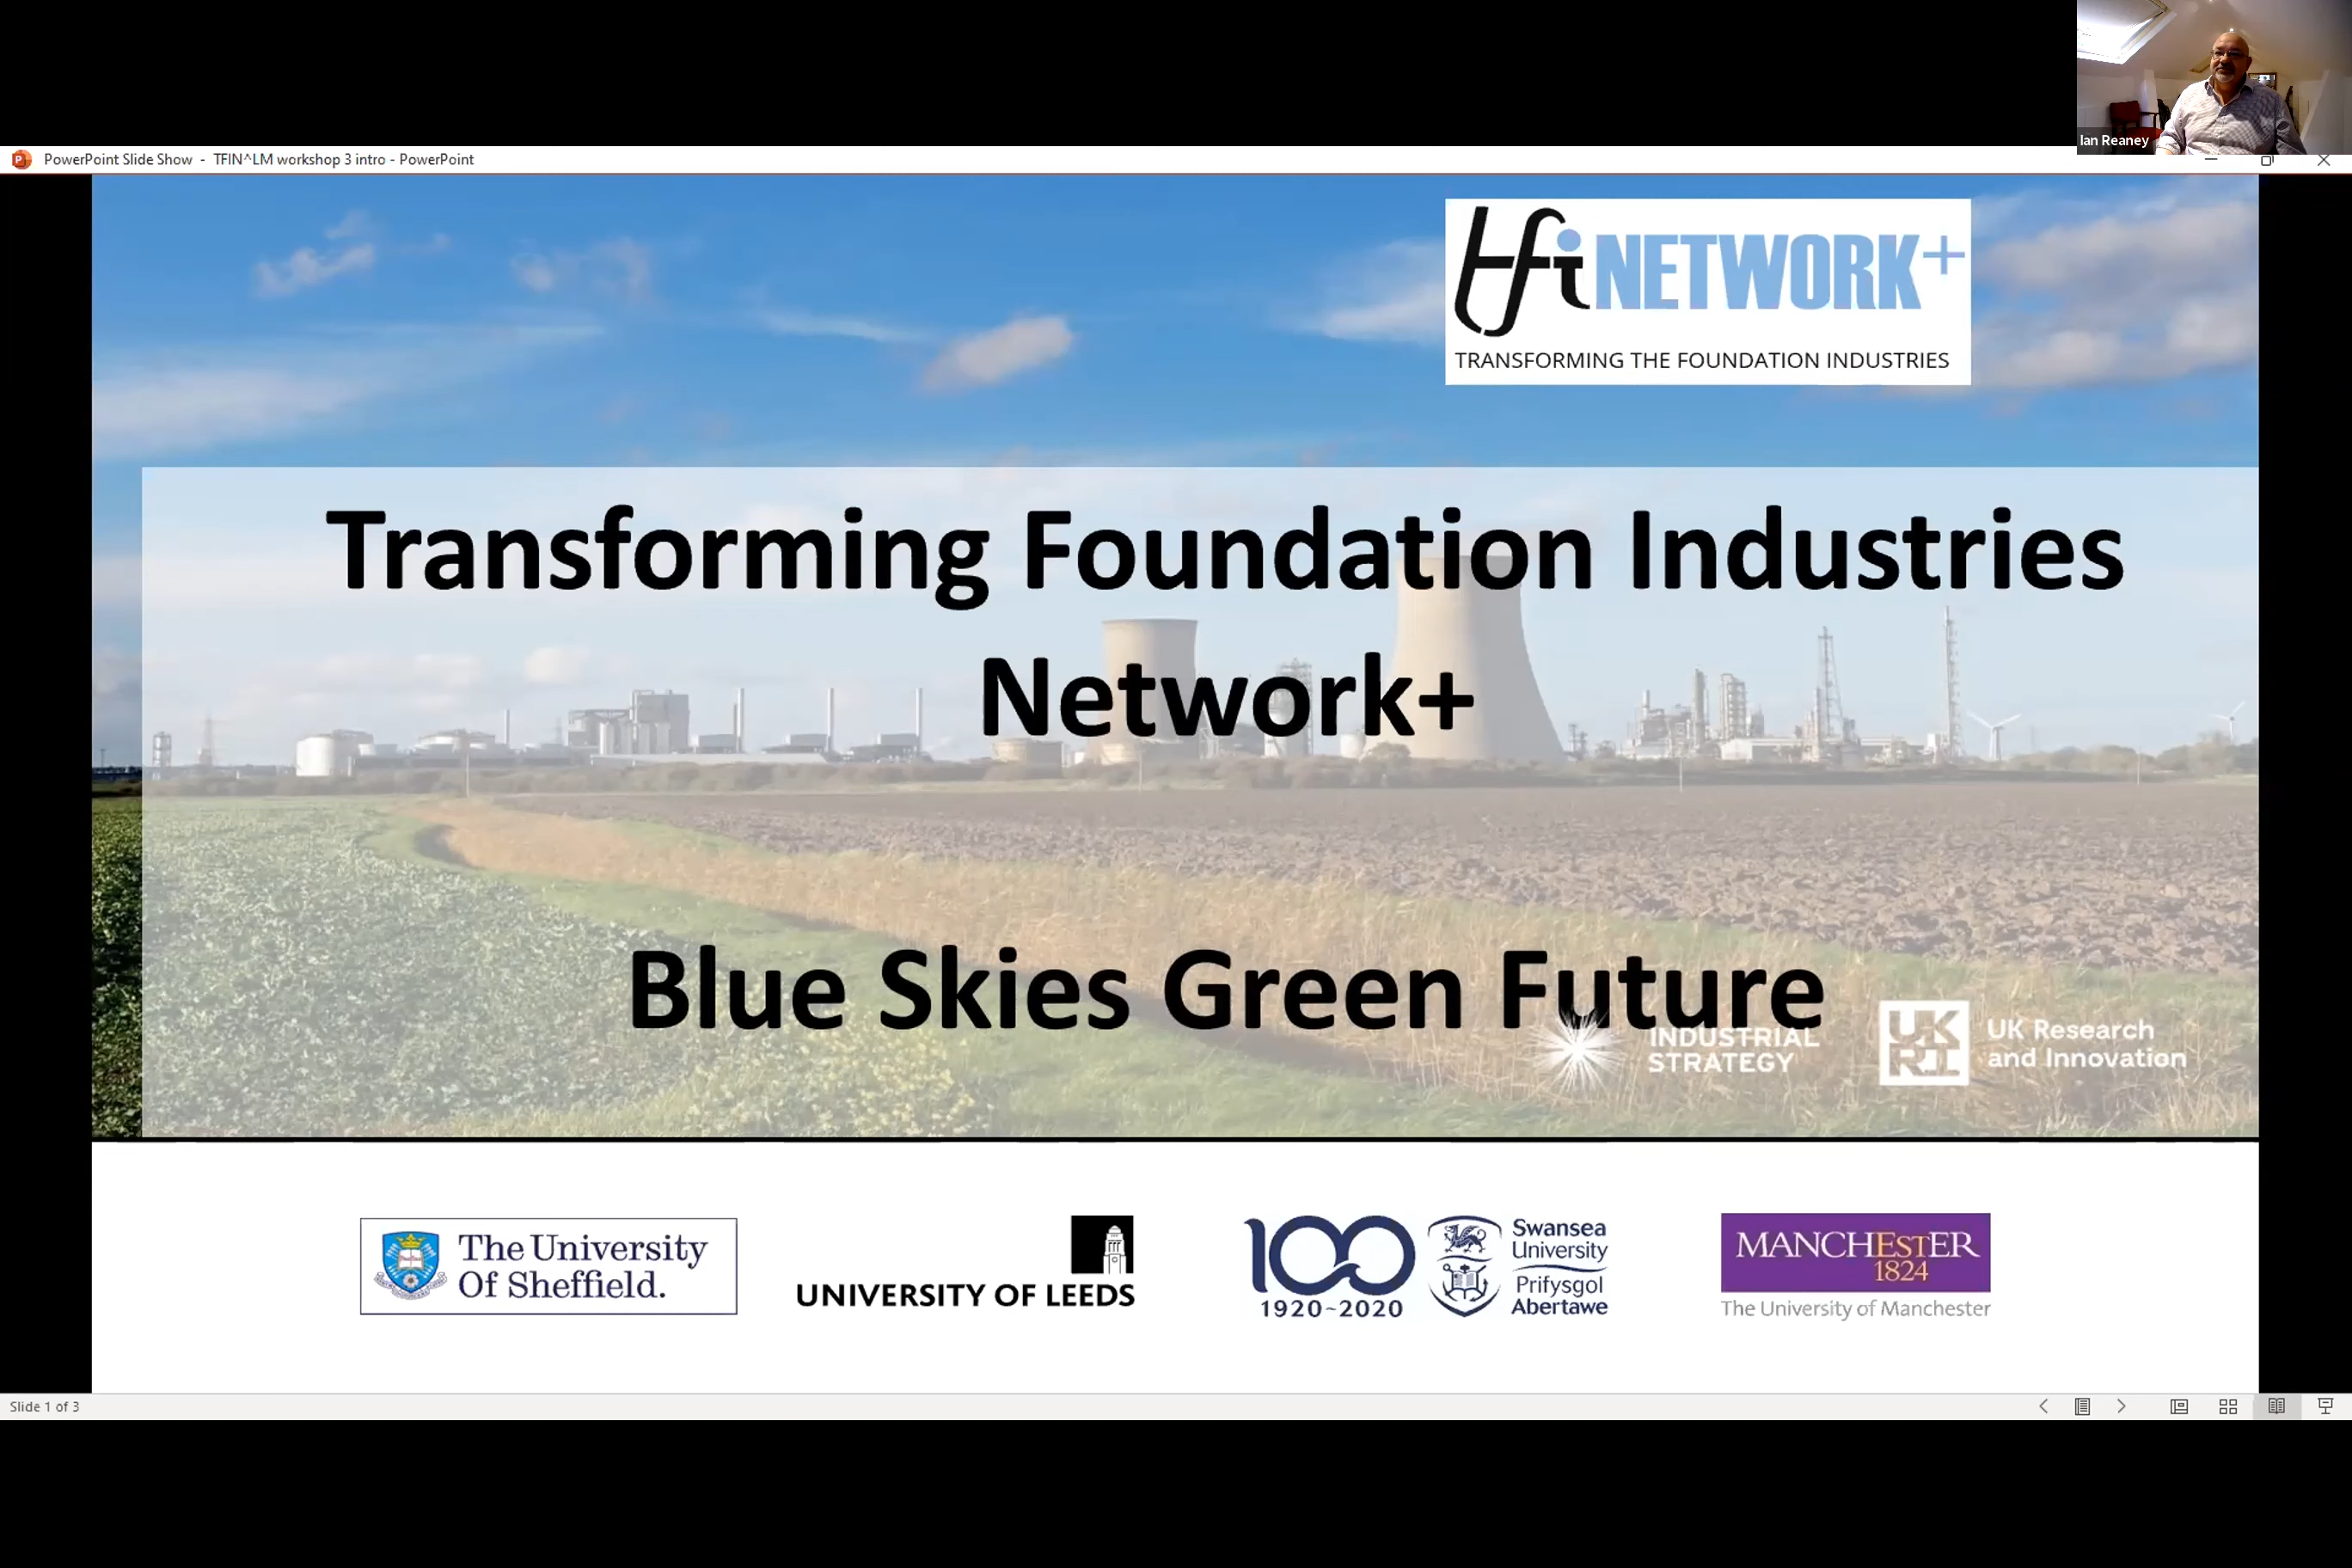 Ian Reaney
PowerPoint Slide Show - TFIN^LM workshop 3 intro - PowerPoint
tfi NETWORK+
TRANSFORMING THE FOUNDATION INDUSTRIES
Transforming Foundation Industries
Network+
Blue Skies Green Future
INDUSTRIAL
STRATEGY
UK
RI
UK Research
and Innovation
The University
Of Sheffield.
UNIVERSITY OF LEEDS
100
1920~2020
Swansea
University
Prifysgol
Abertawe
MANCHESTER
1824
The University of Manchester
Slide 1 of 3